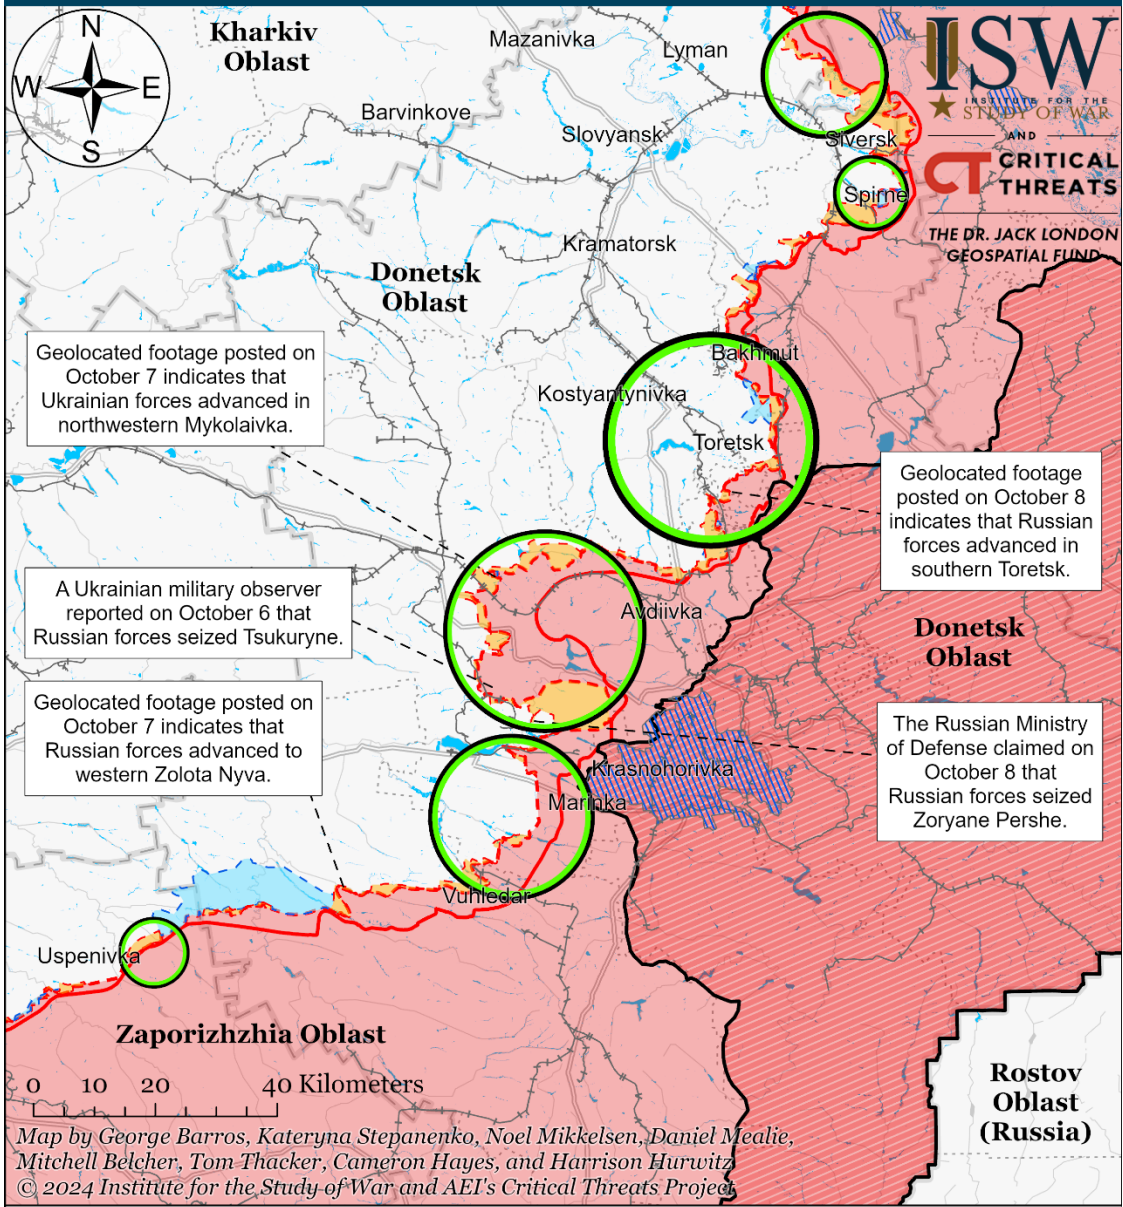 N
W
E
S
Kharkiv
Oblast
Mazanivka
Lyman
Barvinkove
Slovyansk
Siversk
Spirne
ISW
INSTITUTE FOR THE
STUDY OF WAR
AND
CT CRITICAL
THREATS
THE DR. JACK LONDON
GEOSPATIAL FUND
Kramatorsk
Donetsk
Oblast
Bakhmut
Kostyantynivka
Toretsk
Geolocated footage posted on
October 7 indicates that
Ukrainian forces advanced in
northwestern Mykolaivka.
Geolocated footage
posted on October 8
indicates that Russian
forces advanced in
southern Toretsk.
A Ukrainian military observer
reported on October 6 that
Russian forces seized Tsukuryne.
Avdiivka
Donetsk
Oblast
Geolocated footage posted on
October 7 indicates that
Russian forces advanced to
western Zolota Nyva.
The Russian Ministry
of Defense claimed on
October 8 that
Russian forces seized
Zoryane Pershe.
Krasnohorivka
Marinka
Vuhledar
Uspenivka
Zaporizhzhia Oblast
0 10 20 40 Kilometers
Rostov
Oblast
(Russia)
Map by George Barros, Kateryna Stepanenko, Noel Mikkelsen, Daniel Mealie,
Mitchell Belcher, Tom Thacker, Cameron Hayes, and Harrison Hurwitz
© 2024 Institute for the Study of War and AEI's Critical Threats Project